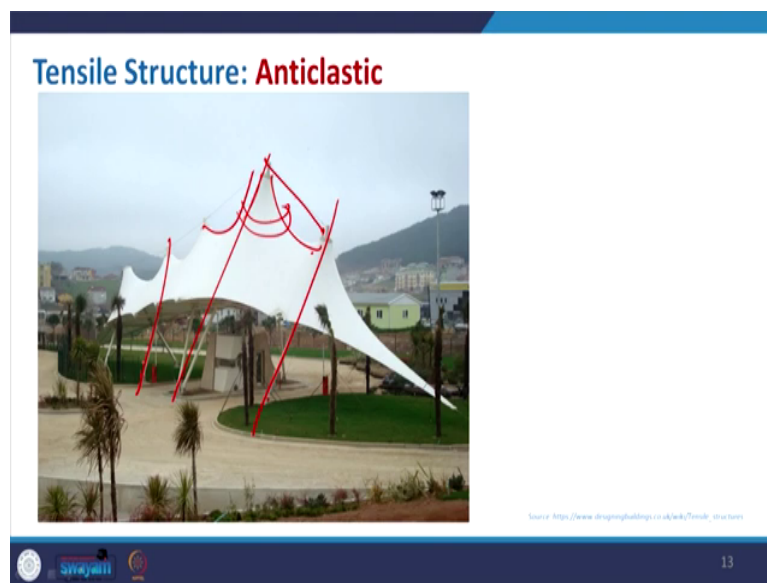 Tensile Structure: Anticlastic
Source: https://www.designingbuildings.co.uk/wiki/Tensile_structures
swayam
13